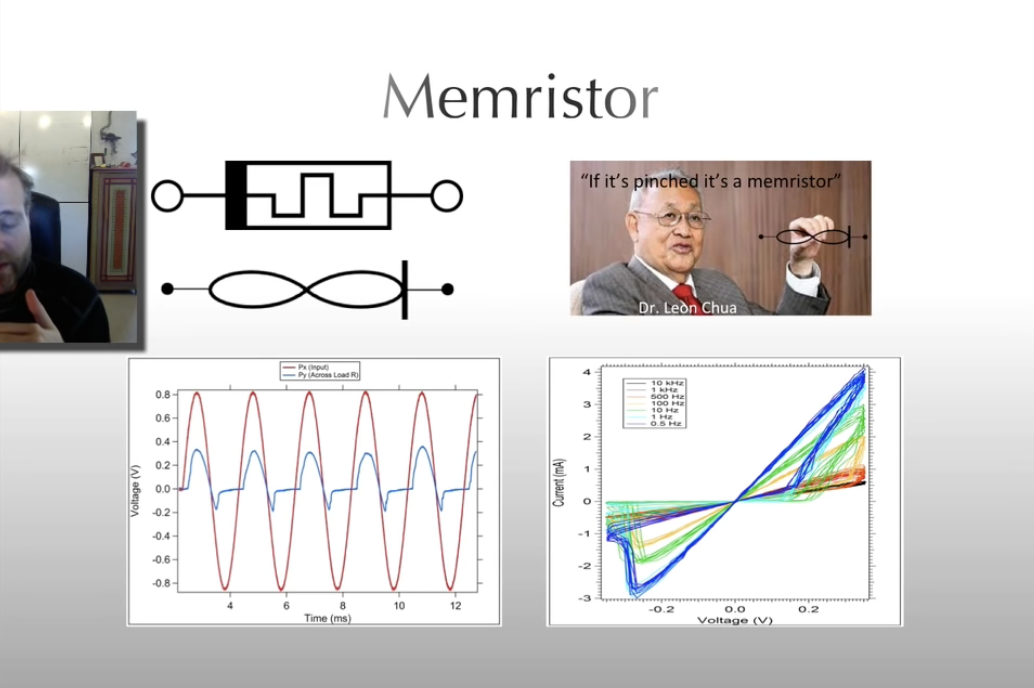 Memristor
"If it's pinched it's a memristor"
Dr. Leon Chua
Px (Input)
Py (Across Load R)
Voltage (V)
0.8
0.6
0.4
0.2
0.0
-0.2
-0.4
-0.6
-0.8
4 6 8 10 12
Time (ms)
10 kHz
1 kHz
500 Hz
100 Hz
10 Hz
1 Hz
0.5 Hz
Current (mA)
4
3
2
1
0
-1
-2
-3
-0.2 0.0 0.2
Voltage (V)